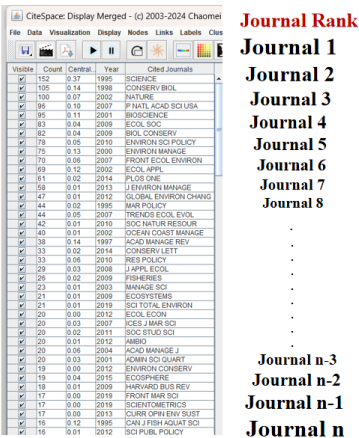 CiteSpace: Display Merged - (c) 2003-2024 Chaomei
File Data Visualization Display Nodes Links Labels Clus
Visible Count Central... Year Cited Journals
152 0.37 1995 SCIENCE
105 0.14 1998 CONSERV BIOL
100 0.07 2002 NATURE
96 0.10 2007 P NATL ACAD SCI USA
95 0.11 2001 BIOSCIENCE
83 0.04 2009 ECOL SOC
82 0.04 2009 BIOL CONSERV
78 0.05 2010 ENVIRON SCI POLICY
75 0.13 2000 ENVIRON MANAGE
70 0.06 2007 FRONT ECOL ENVIRON
69 0.12 2002 ECOL APPL
61 0.02 2014 PLOS ONE
58 0.01 2013 J ENVIRON MANAGE
47 0.01 2012 GLOBAL ENVIRON CHANG
44 0.02 1995 MAR POLICY
44 0.05 2007 TRENDS ECOL EVOL
42 0.01 2010 SOC NATUR RESOUR
40 0.01 2002 OCEAN COAST MANAGE
38 0.14 1997 ACAD MANAGE REV
33 0.02 2014 CONSERV LETT
33 0.06 2010 RES POLICY
29 0.03 2008 J APPL ECOL
26 0.02 2009 FISHERIES
23 0.01 2003 MANAGE SCI
21 0.01 2009 ECOSYSTEMS
21 0.01 2019 SCI TOTAL ENVIRON
20 0.00 2012 ECOL ECON
20 0.03 2007 ICES J MAR SCI
20 0.02 2011 SOC STUD SCI
20 0.01 2012 AMBIO
20 0.06 2004 ACAD MANAGE J
20 0.03 2001 ADMIN SCI QUART
19 0.00 2012 ENVIRON CONSERV
19 0.04 2015 ECOSPHERE
18 0.01 2009 HARVARD BUS REV
17 0.00 2019 FRONT MAR SCI
17 0.00 2019 SCIENTOMETRICS
17 0.00 2013 CURR OPIN ENV SUST
16 0.12 1995 CAN J FISH AQUAT SCI
16 0.01 2012 SCI PUBL POLICY
Journal Rank
Journal 1
Journal 2
Journal 3
Journal 4
Journal 5
Journal 6
Journal 7
Journal 8
.
.
.
.
.
.
.
.
Journal n-3
Journal n-2
Journal n-1
Journal n